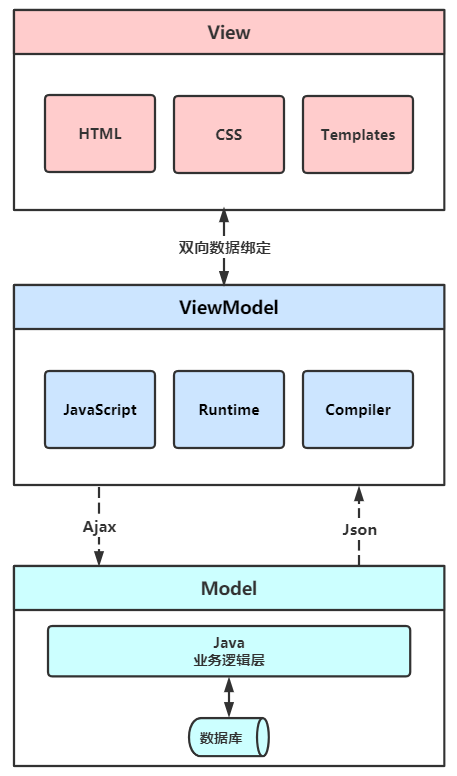 View
HTML
CSS
Templates
双向数据绑定
ViewModel
JavaScript
Runtime
Compiler
Ajax
Json
Model
Java
业务逻辑层
数据库